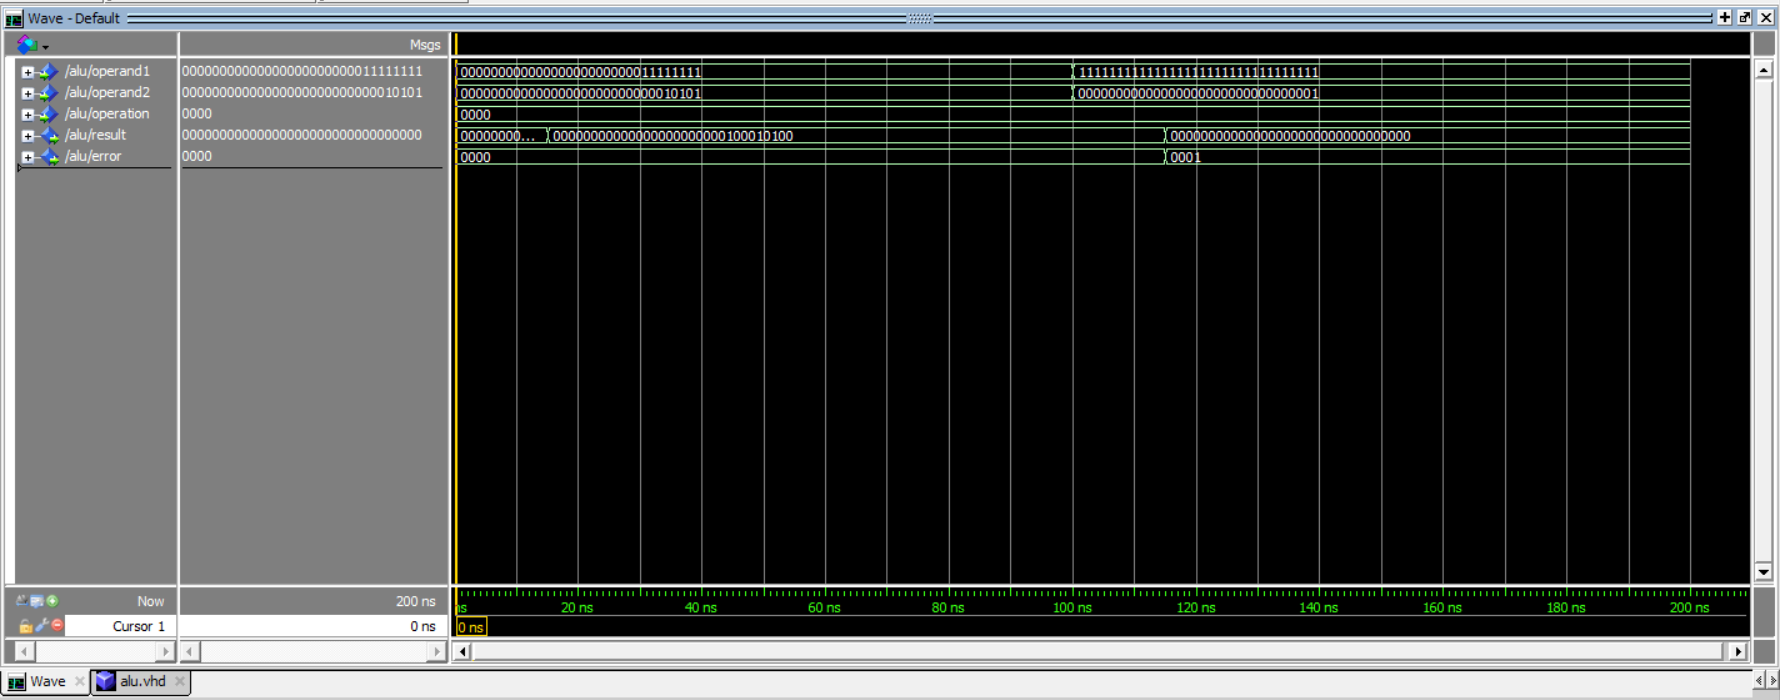 Wave - Default
Msgs
/alu/operand1 00000000000000000000000011111111 00000000000000000000000011111111 11111111111111111111111111111111
/alu/operand2 00000000000000000000000000010101 00000000000000000000000000010101 00000000000000000000000000000001
/alu/operation 0000 0000
/alu/result 00000000000000000000000000000000 00000000... 00000000000000000000000100010100 00000000000000000000000000000000
/alu/error 0000 0000 0001
Now 200 ns ns 20 ns 40 ns 60 ns 80 ns 100 ns 120 ns 140 ns 160 ns 180 ns 200 ns
Cursor 1 0 ns 0 ns
Wave alu.vhd